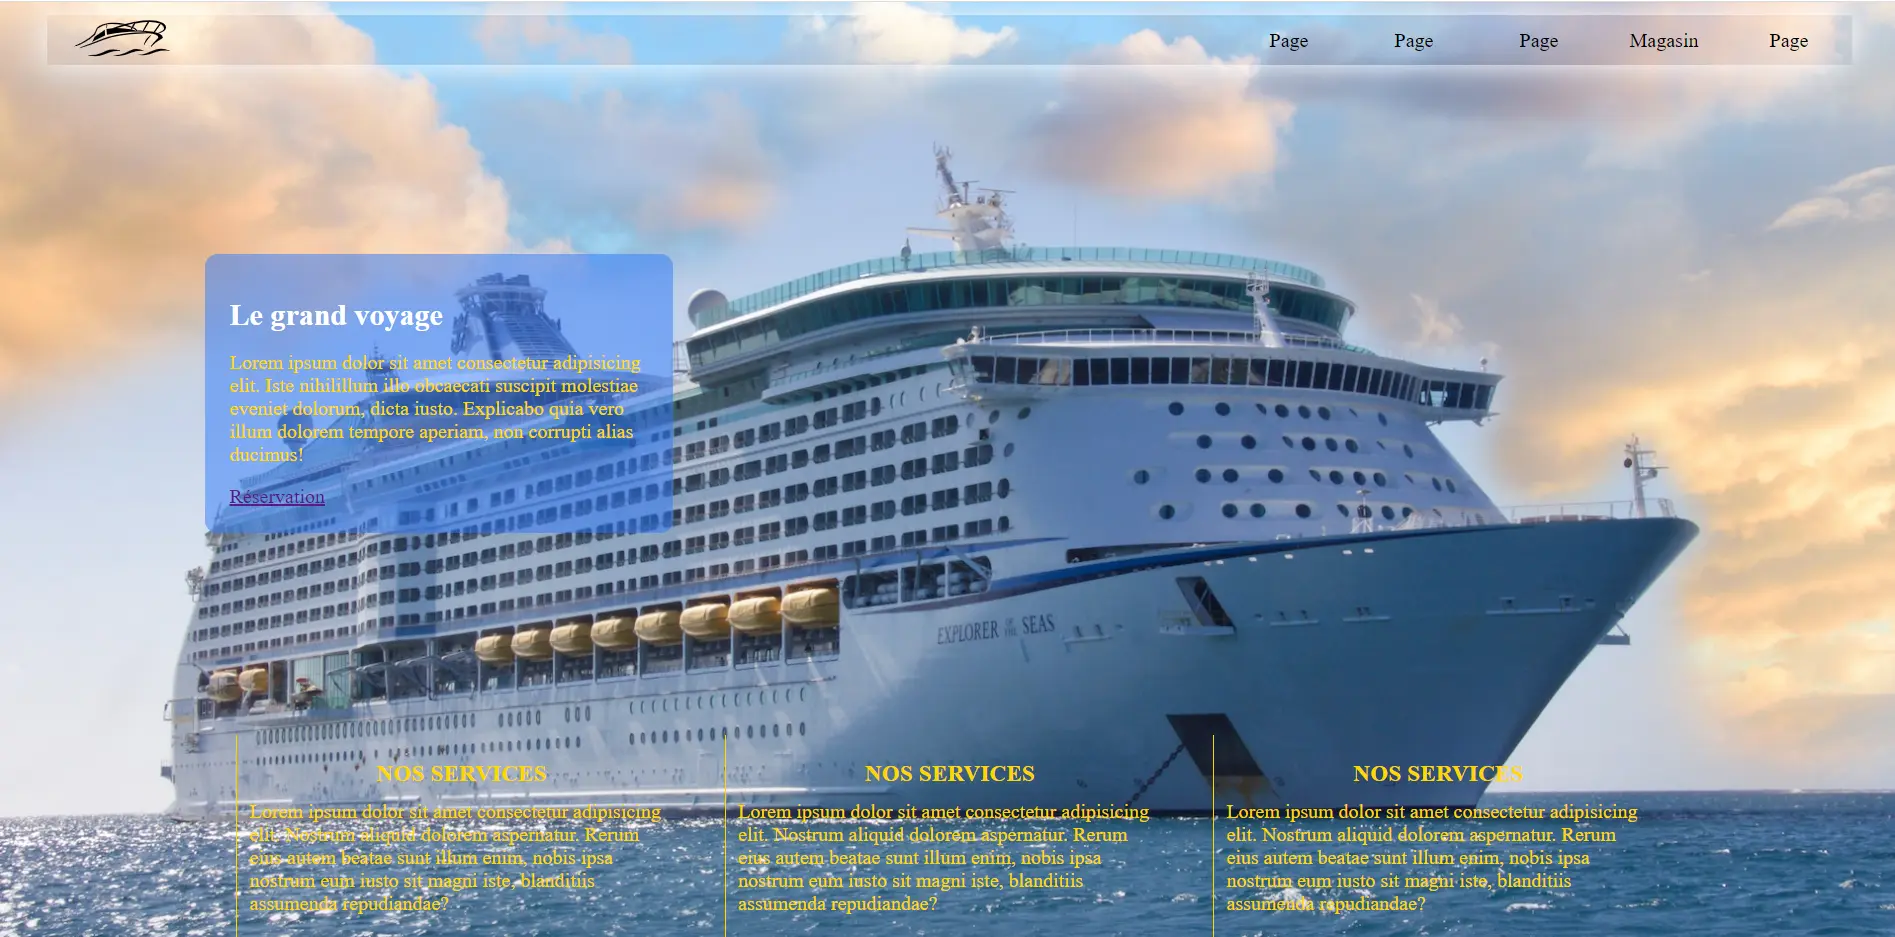 Page Page Page Magasin Page
Le grand voyage
Lorem ipsum dolor sit amet consectetur adipisicing
elit. Iste nihilillum illo obcaecati suscipit molestiae
eveniet dolorum, dicta iusto. Explicabo quia vero
illum dolorem tempore aperiam, non corrupti alias
ducimus!
Réservation
EXPLORER OF THE SEAS
NOS SERVICES
Lorem ipsum dolor sit amet consectetur adipisicing
elit. Nostrum aliquid dolorem aspernatur. Rerum
eius autem beatae sunt illum enim, nobis ipsa
nostrum eum iusto sit magni iste, blanditiis
assumenda repudiandae?
NOS SERVICES
Lorem ipsum dolor sit amet consectetur adipisicing
elit. Nostrum aliquid dolorem aspernatur. Rerum
eius autem beatae sunt illum enim, nobis ipsa
nostrum eum iusto sit magni iste, blanditiis
assumenda repudiandae?
NOS SERVICES
Lorem ipsum dolor sit amet consectetur adipisicing
elit. Nostrum aliquid dolorem aspernatur. Rerum
eius autem beatae sunt illum enim, nobis ipsa
nostrum eum iusto sit magni iste, blanditiis
assumenda repudiandae?